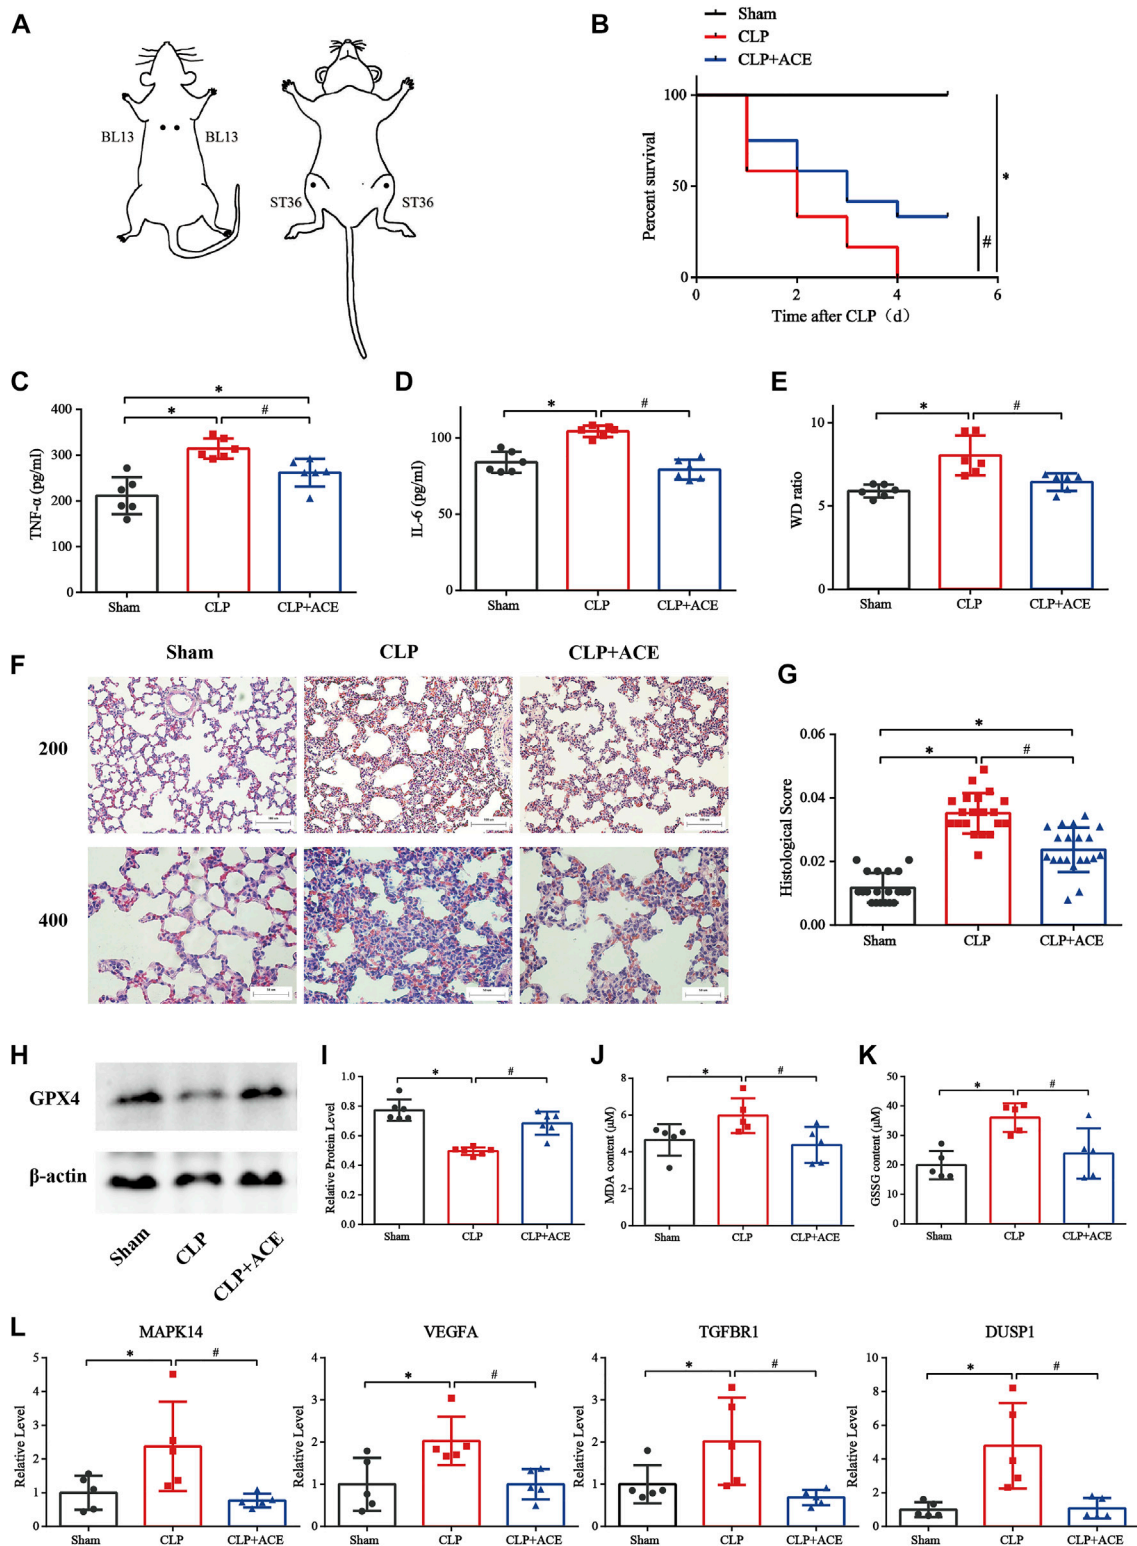 A
BL13
BL13
ST36
ST36
B
Sham
CLP
CLP+ACE
Percent survival
100
50
0
0
2
4
6
Time after CLP (d)
*
#
C
TNF-α (pg/ml)
400
300
200
100
0
*
*
#
Sham
CLP
CLP+ACE
D
IL-6 (pg/ml)
100
50
0
*
#
Sham
CLP
CLP+ACE
E
WD ratio
10
5
0
*
#
Sham
CLP
CLP+ACE
F
Sham
CLP
CLP+ACE
200
400
G
Histological Score
0.06
0.04
0.02
0.00
*
*
#
Sham
CLP
CLP+ACE
H
GPX4
β-actin
Sham
CLP
CLP+ACE
I
Relative Protein Level
1.0
0.8
0.6
0.4
0.2
0.0
*
#
Sham
CLP
CLP+ACE
J
MDA content (μM)
8
6
4
2
0
*
#
Sham
CLP
CLP+ACE
K
GSSG content (μM)
50
40
30
20
10
0
*
#
Sham
CLP
CLP+ACE
L
MAPK14
Relative Level
5
4
3
2
1
0
*
#
Sham
CLP
CLP+ACE
VEGFA
Relative Level
4
3
2
1
0
*
#
Sham
CLP
CLP+ACE
TGFBR1
Relative Level
4
3
2
1
0
*
#
Sham
CLP
CLP+ACE
DUSP1
Relative Level
10
8
6
4
2
0
*
#
Sham
CLP
CLP+ACE